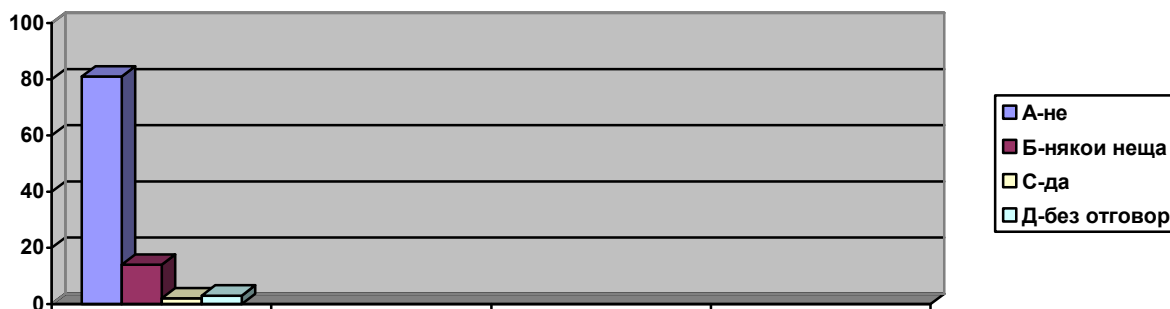 100
80
60
40
20
0
А-не
Б-някои неща
С-да
Д-без отговор